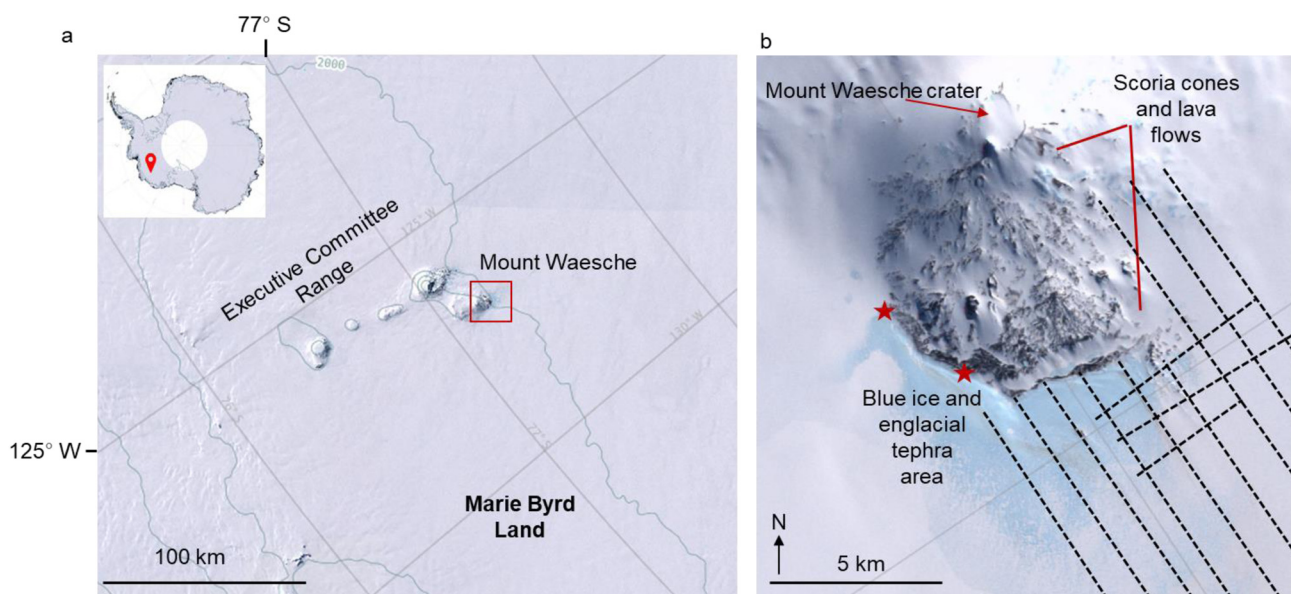 77° S
a
2000
125° W
Executive Committee
Range
Mount Waesche
130° W
77° S
125° W
Marie Byrd
Land
100 km
b
Mount Waesche crater
Scoria cones
and lava
flows
Blue ice and
englacial
tephra
area
N
5 km